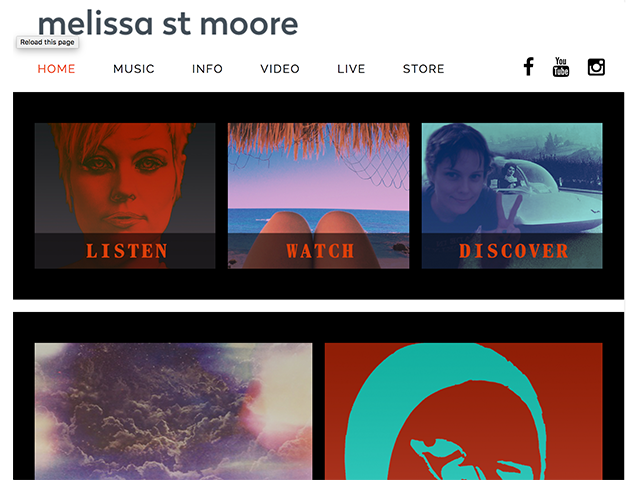 melissa st moore
Reload this page
HOME MUSIC INFO VIDEO LIVE STORE
You Tube
LISTEN WATCH DISCOVER